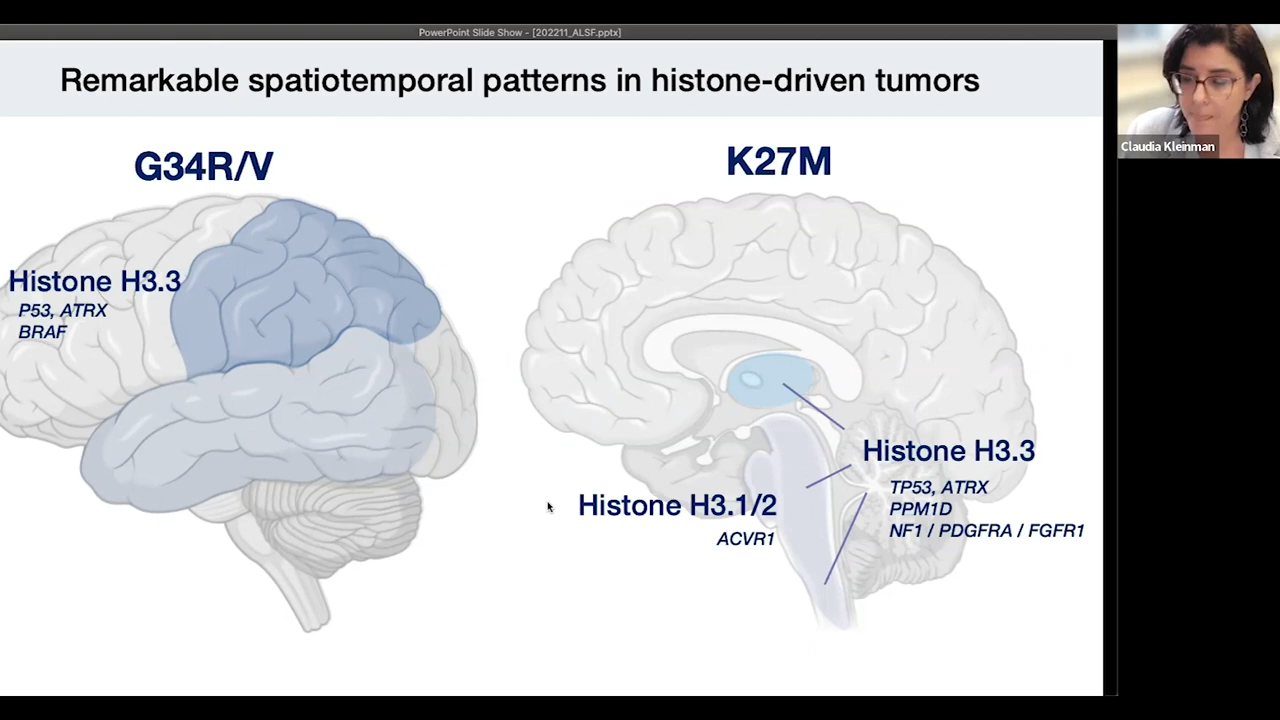 PowerPoint Slide Show - [202211_ALSF.pptx]
Remarkable spatiotemporal patterns in histone-driven tumors
Claudia Kleinman
G34R/V
Histone H3.3
P53, ATRX
BRAF
K27M
Histone H3.3
TP53, ATRX
PPM1D
NF1 / PDGFRA / FGFR1
Histone H3.1/2
ACVR1